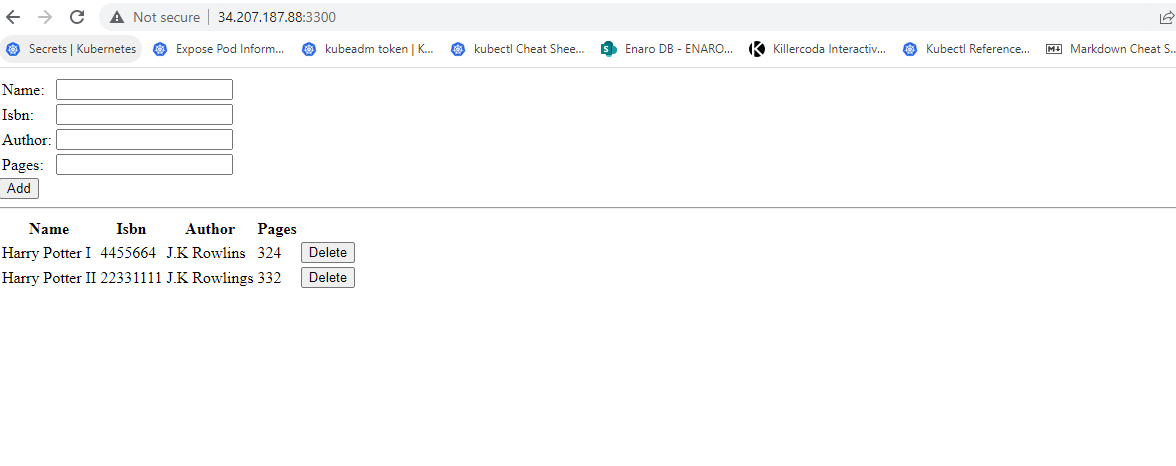 Not secure | 34.207.187.88:3300
Secrets | Kubernetes Expose Pod Inform... kubeadm token | K... kubectl Cheat Shee... Enaro DB - ENARO... Killercoda Interactiv... Kubectl Reference... Markdown Cheat S...
Name:
Isbn:
Author:
Pages:
Add
Name Isbn Author Pages
Harry Potter I 4455664 J.K Rowlins 324 Delete
Harry Potter II 22331111 J.K Rowlings 332 Delete